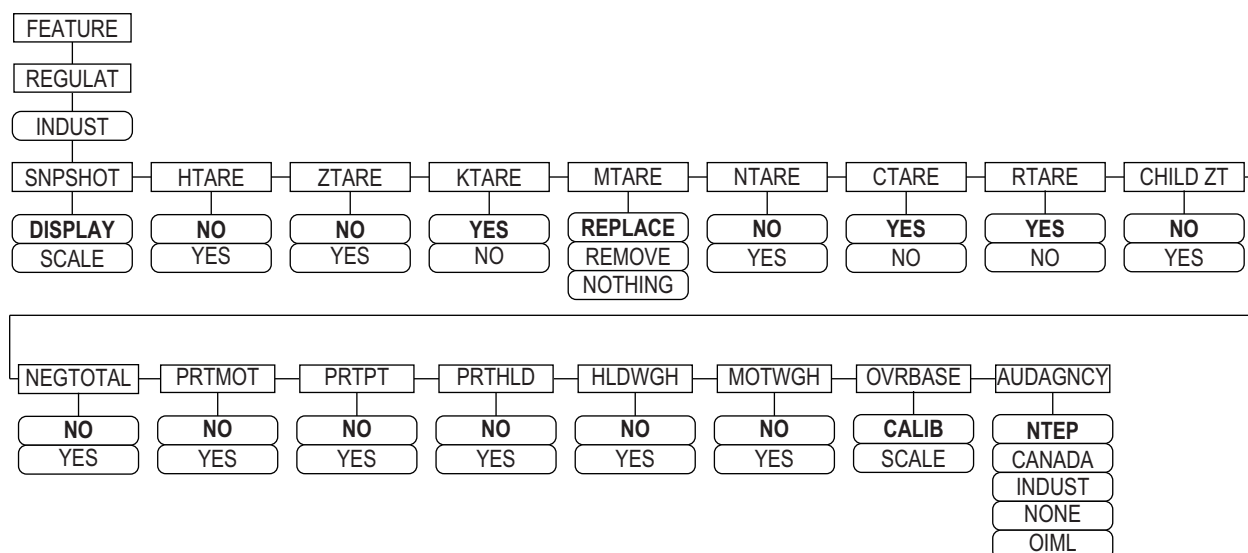 FEATURE
REGULAT
INDUST
SNPSHOT HTARE ZTARE KTARE MTARE NTARE CTARE RTARE CHILD ZT
DISPLAY NO NO YES REPLACE NO YES YES NO
SCALE YES YES NO REMOVE YES NO NO YES
NOTHING
NEGTOTAL PRTMOT PRTPT PRTHLD HLDWGH MOTWGH OVRBASE AUDAGNCY
NO NO NO NO NO NO CALIB NTEP
YES YES YES YES YES YES SCALE CANADA
INDUST
NONE
OIML